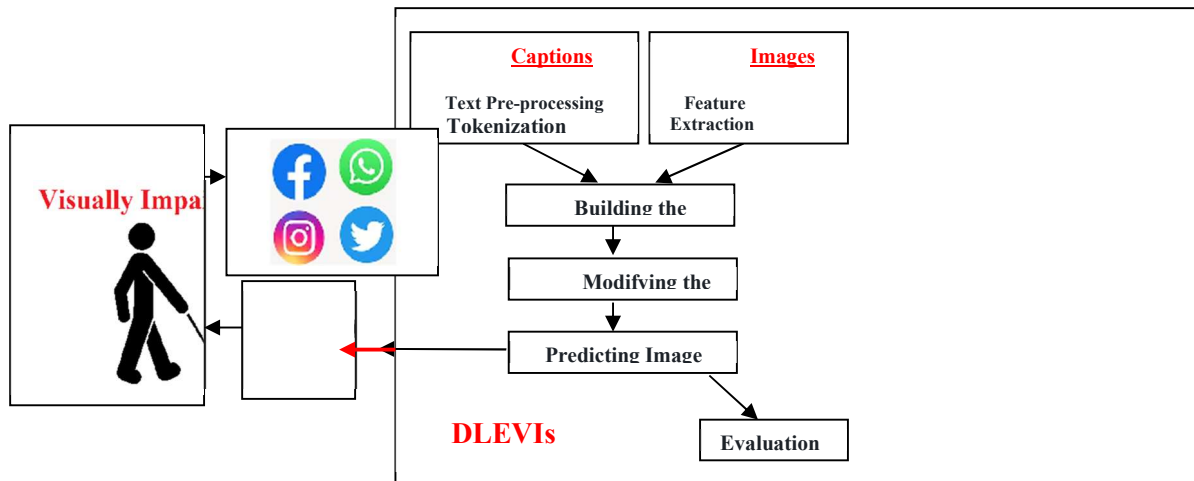 Captions
Text Pre-processing
Tokenization
Images
Feature
Extraction
Visually Impa
Building the
Modifying the
Predicting Image
Evaluation
DLEVIs